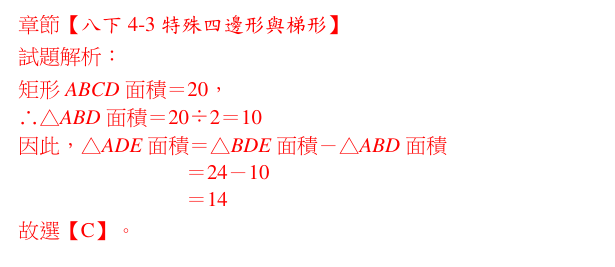 章節【八下 4-3 特殊四邊形與梯形】
試題解析：
矩形 ABCD 面積＝20，
∴△ABD 面積＝20÷2＝10
因此，△ADE 面積＝△BDE 面積－△ABD 面積
＝24－10
＝14
故選【C】。